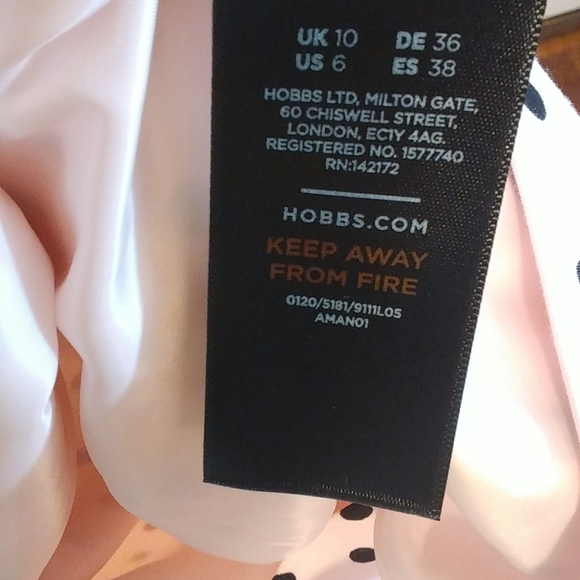 UK 10 DE 36
US 6 ES 38
HOBBS LTD, MILTON GATE,
60 CHISWELL STREET,
LONDON, EC1Y 4AG.
REGISTERED NO. 1577740
RN:142172
HOBBS.COM
KEEP AWAY
FROM FIRE
0120/5181/9111L05
AMAN01